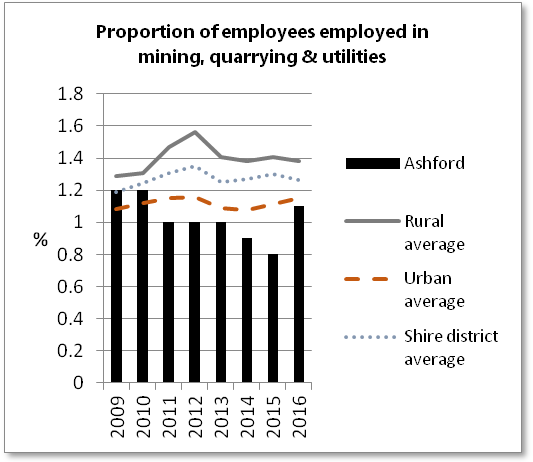 Proportion of employees employed in
mining, quarrying & utilities
1.8
1.6
1.4
1.2
1
0.8
0.6
0.4
0.2
0
%
2009
2010
2011
2012
2013
2014
2015
2016
Ashford
Rural
average
Urban
average
Shire district
average